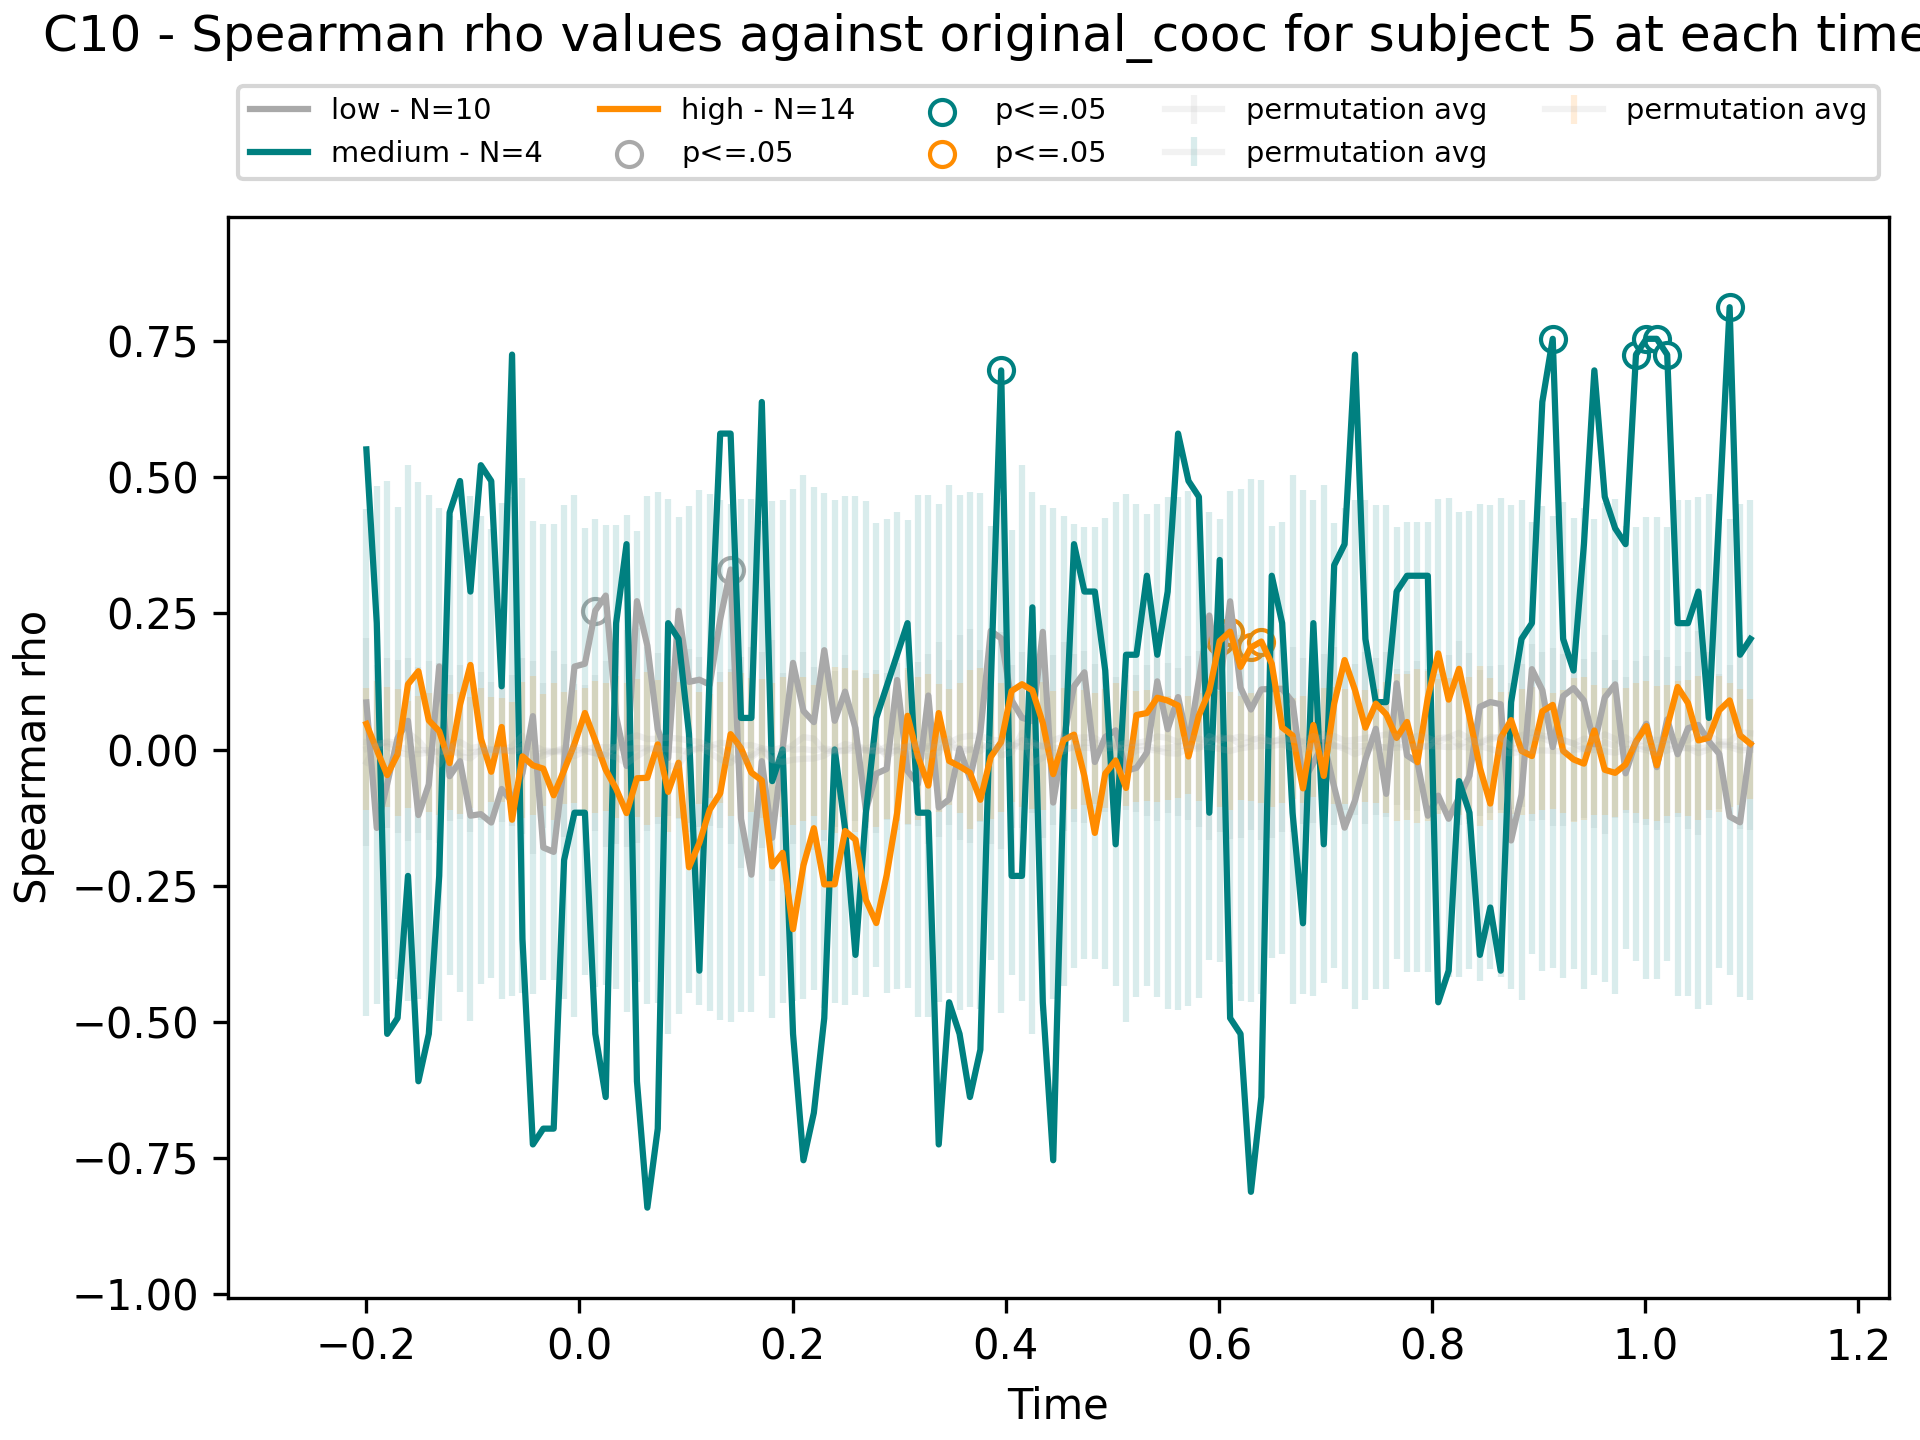 C10 - Spearman rho values against original_cooc for subject 5 at each time
low - N=10
medium - N=4
high - N=14
p<=.05
p<=.05
p<=.05
permutation avg
permutation avg
permutation avg
0.75
0.50
0.25
0.00
−0.25
−0.50
−0.75
−1.00
Spearman rho
−0.2 0.0 0.2 0.4 0.6 0.8 1.0 1.2
Time